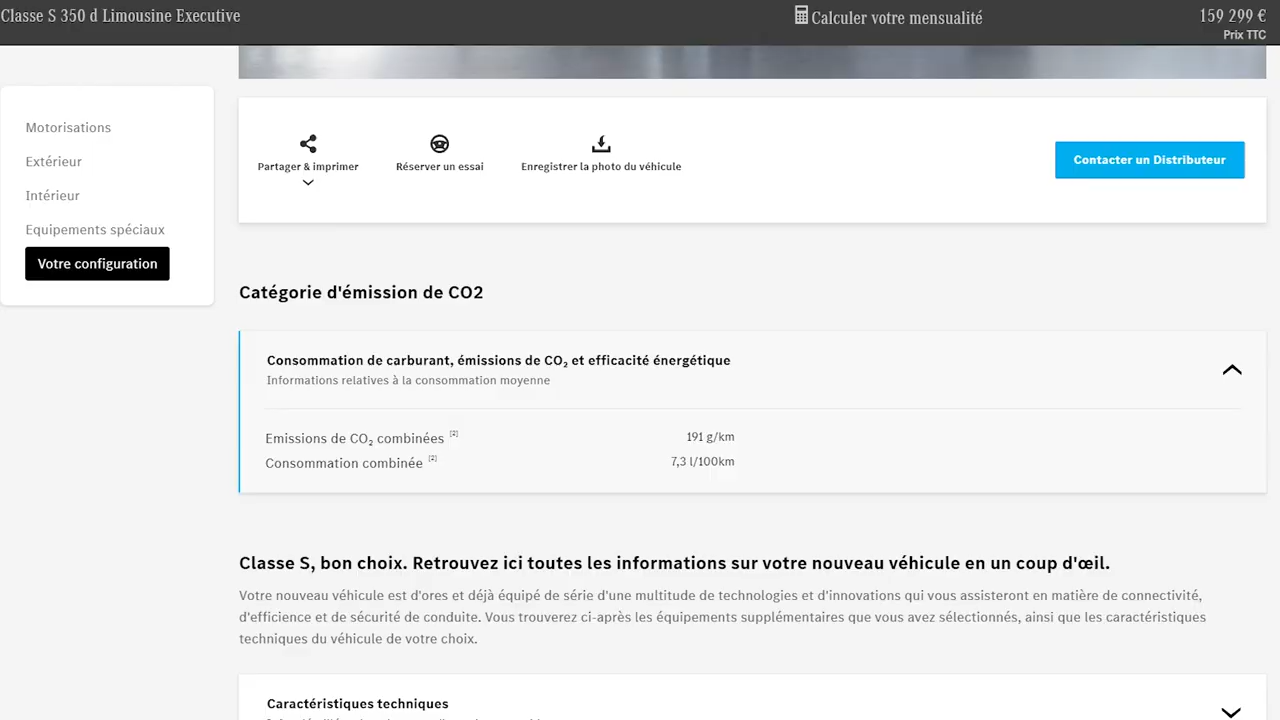 Classe S 350 d Limousine Executive
Calculer votre mensualité
159 299 €
Prix TTC
Motorisations
Extérieur
Intérieur
Equipements spéciaux
Votre configuration
Partager & imprimer
Réserver un essai
Enregistrer la photo du véhicule
Contacter un Distributeur
Catégorie d'émission de CO2
Consommation de carburant, émissions de CO₂ et efficacité énergétique
Informations relatives à la consommation moyenne
Emissions de CO₂ combinées [2] 191 g/km
Consommation combinée [2] 7,3 l/100km
Classe S, bon choix. Retrouvez ici toutes les informations sur votre nouveau véhicule en un coup d'œil.
Votre nouveau véhicule est d'ores et déjà équipé de série d'une multitude de technologies et d'innovations qui vous assisteront en matière de connectivité,
d'efficience et de sécurité de conduite. Vous trouverez ci-après les équipements supplémentaires que vous avez sélectionnés, ainsi que les caractéristiques
techniques du véhicule de votre choix.
Caractéristiques techniques